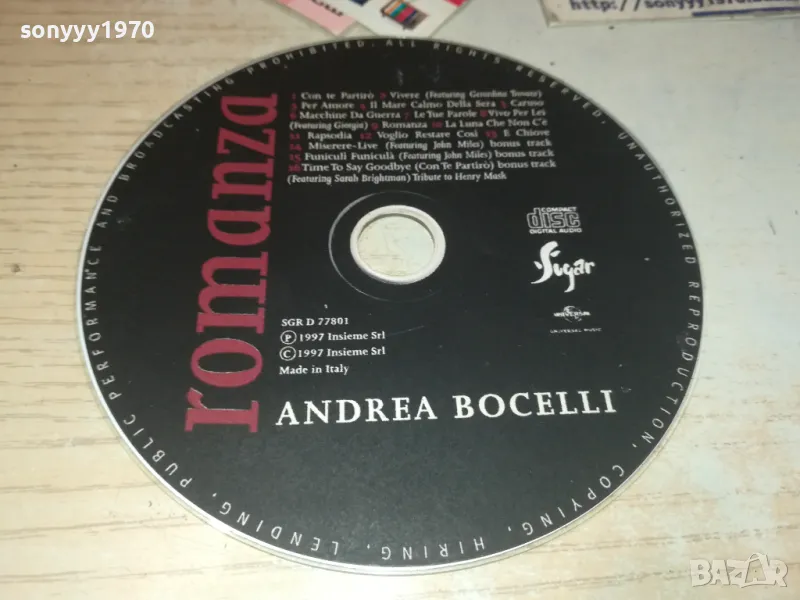 sonyyy1970
http://sonyyy1970.
PERFORMANCE AND BROADCASTING PROHIBITED. ALL RIGHTS RESERVED. UNAUTHORIZED REPRODUCTION, COPYING, HIRING, LENDING, PUBLIC
romanza
1 Con te Partirò 2 Vivere (Featuring Gerardina Trovato)
3 Per Amore 4 Il Mare Calmo Della Sera 5 Caruso
6 Macchine Da Guerra 7 Le Tue Parole 8 Vivo Per Lei
(Featuring Giorgia) 9 Romanza 10 La Luna Che Non C'è
11 Rapsodia 12 Voglio Restare Così 13 E Chiove
14 Miserere-Live (Featuring John Miles) bonus track
15 Funiculì Funiculà (Featuring John Miles) bonus track
16 Time To Say Goodbye (Con Te Partirò) bonus track
(Featuring Sarah Brightman) Tribute to Henry Mask
COMPACT
disc
DIGITAL AUDIO
Sugar
UNIVERSAL
UNIVERSAL MUSIC
SGR D 77801
Ⓟ 1997 Insieme Srl
© 1997 Insieme Srl
Made in Italy
ANDREA BOCELLI
BAZAR